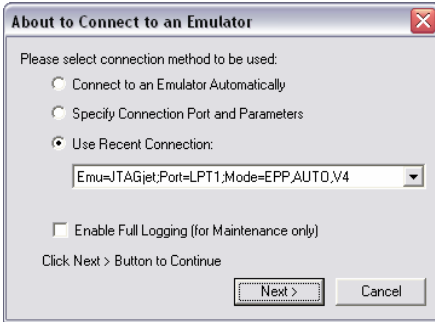 About to Connect to an Emulator
Please select connection method to be used:
Connect to an Emulator Automatically
Specify Connection Port and Parameters
Use Recent Connection:
Emu=JTAGjet;Port=LPT1;Mode=EPP,AUTO,V4
Enable Full Logging (for Maintenance only)
Click Next > Button to Continue
Next >
Cancel